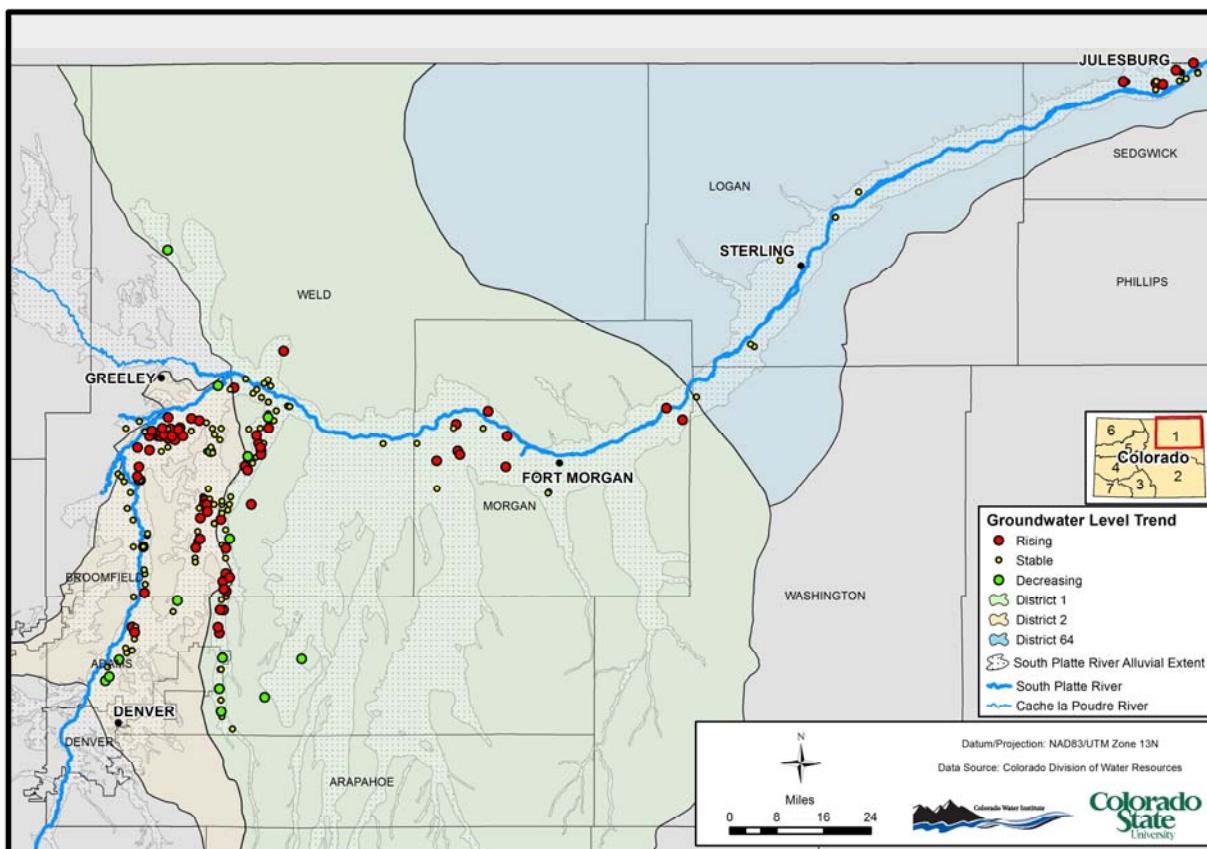 JULESBURG
SEDGWICK
LOGAN
STERLING
PHILLIPS
WELD
GREELEY
FORT MORGAN
MORGAN
WASHINGTON
BROOMFIELD
ADAMS
DENVER
DENVER
ARAPAHOE
6
1
5
Colorado
4
2
3
7
Groundwater Level Trend
Rising
Stable
Decreasing
District 1
District 2
District 64
South Platte River Alluvial Extent
South Platte River
Cache la Poudre River
N
Miles
0 6 12 24
Datum/Projection: NAD83/UTM Zone 13N
Data Source: Colorado Division of Water Resources
Colorado Water Institute
Colorado
State
University